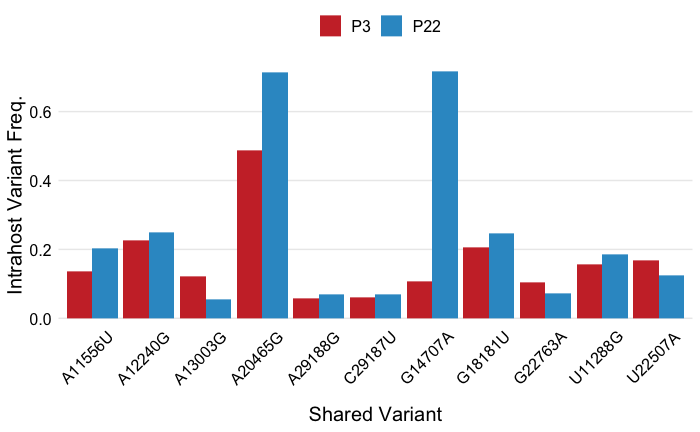 P3 P22
Intrahost Variant Freq.
0.6
0.4
0.2
0.0
A11556U A12240G A13003G A20465G A29188G C29187U G14707A G18181U G22763A U11288G U22507A
Shared Variant